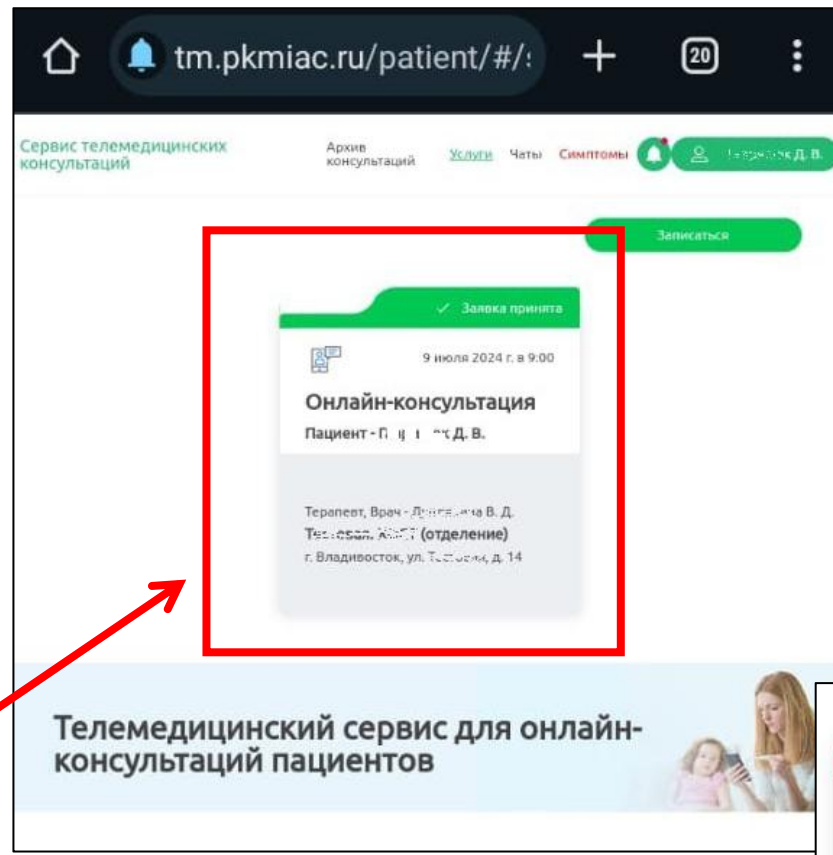 tm.pkmiac.ru/patient/#/:
20
Сервис телемедицинских
консультаций
Архив
консультаций
Услуги
Чаты
Симптомы
Д. В.
Записаться
Заявка принята
9 июля 2024 г. в 9:00
Онлайн-консультация
Пациент - Д. В.
Терапевт, Врач - В. Д.
(отделение)
г. Владивосток, ул. д. 14
Телемедицинский сервис для онлайн-
консультаций пациентов